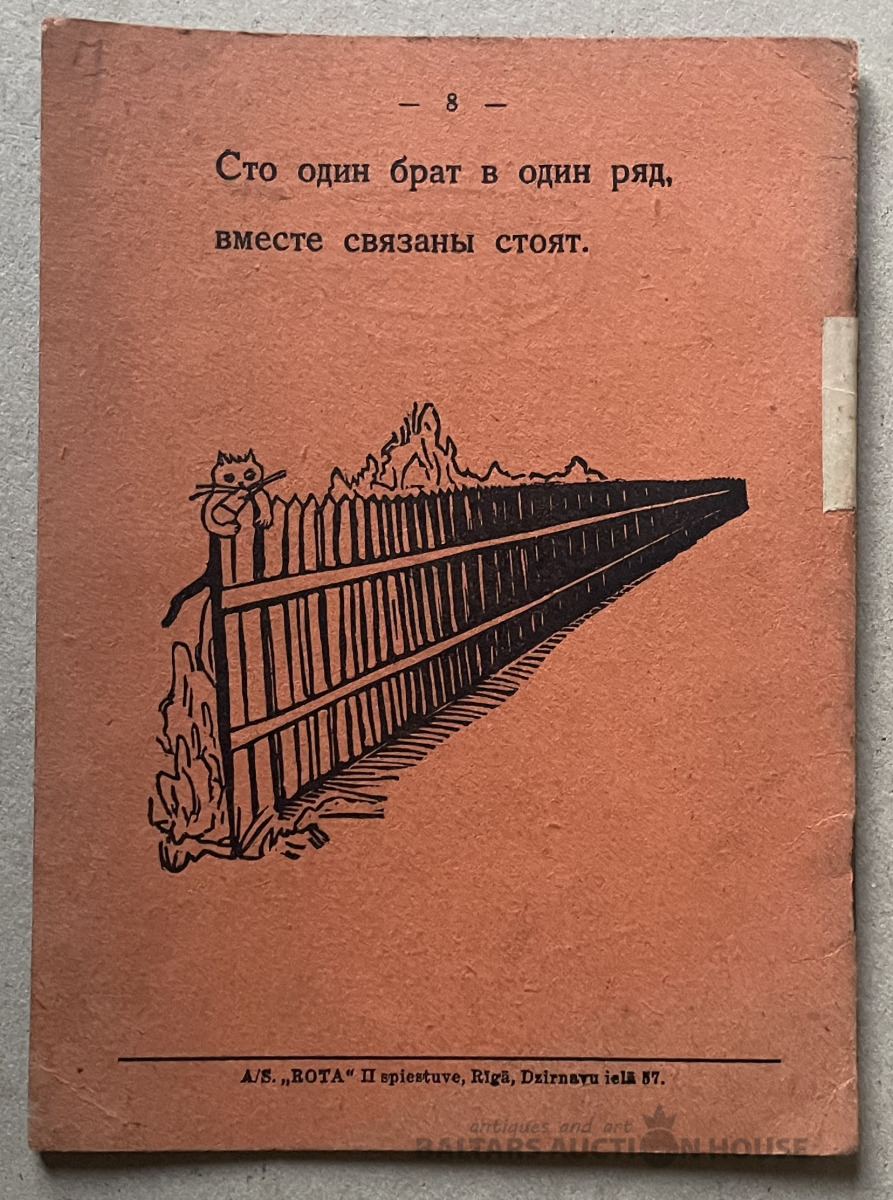 — 8 —
Сто один брат в один ряд,
вместе связаны стоят.
A/S. „ROTA“ II spiestuve, Rīgā, Dzirnavu ielā 57.
antiques and art
BALTARS AUCTION HOUSE